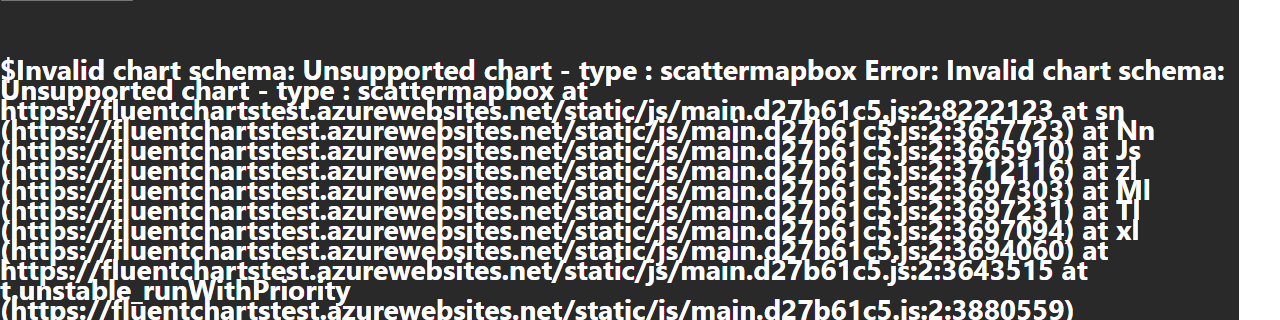 $Invalid chart schema: Unsupported chart - type : scattermapbox Error: Invalid chart schema:
Unsupported chart - type : scattermapbox at
https://fluentchartstest.azurewebsites.net/static/js/main.d27b61c5.js:2:8222123 at sn
(https://fluentchartstest.azurewebsites.net/static/js/main.d27b61c5.js:2:3657723) at Nn
(https://fluentchartstest.azurewebsites.net/static/js/main.d27b61c5.js:2:3665910) at Js
(https://fluentchartstest.azurewebsites.net/static/js/main.d27b61c5.js:2:3712116) at zl
(https://fluentchartstest.azurewebsites.net/static/js/main.d27b61c5.js:2:3697303) at Ml
(https://fluentchartstest.azurewebsites.net/static/js/main.d27b61c5.js:2:3697231) at Tl
(https://fluentchartstest.azurewebsites.net/static/js/main.d27b61c5.js:2:3697094) at xl
(https://fluentchartstest.azurewebsites.net/static/js/main.d27b61c5.js:2:3694060) at
https://fluentchartstest.azurewebsites.net/static/js/main.d27b61c5.js:2:3643515 at
t.unstable_runWithPriority
(https://fluentchartstest.azurewebsites.net/static/js/main.d27b61c5.js:2:3880559)